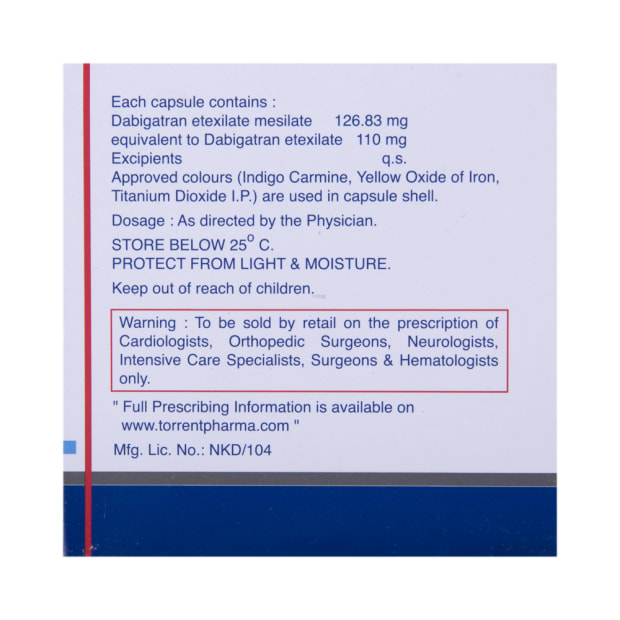 Each capsule contains :
Dabigatran etexilate mesilate 126.83 mg
equivalent to Dabigatran etexilate 110 mg
Excipients q.s.
Approved colours (Indigo Carmine, Yellow Oxide of Iron,
Titanium Dioxide I.P.) are used in capsule shell.
Dosage : As directed by the Physician.
STORE BELOW 25° C.
PROTECT FROM LIGHT & MOISTURE.
Keep out of reach of children.
Warning : To be sold by retail on the prescription of
Cardiologists, Orthopedic Surgeons, Neurologists,
Intensive Care Specialists, Surgeons & Hematologists
only.
" Full Prescribing Information is available on
www.torrentpharma.com "
Mfg. Lic. No.: NKD/104